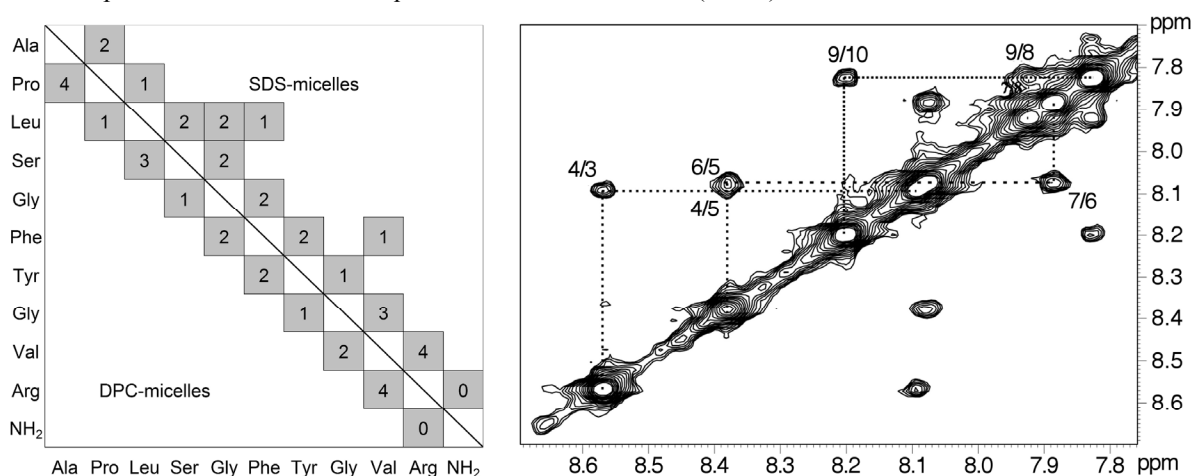 Ala 2
Pro 4 1 SDS-micelles
Leu 1 2 2 1
Ser 3 2
Gly 1 2
Phe 2 2 1
Tyr 2 1
Gly 1 3
Val 2 4
Arg DPC-micelles 4 0
NH₂ 0
Ala Pro Leu Ser Gly Phe Tyr Gly Val Arg NH₂
ppm
9/10 9/8
7.8
7.9
8.0
4/3 6/5
8.1
4/5 7/6
8.2
8.3
8.4
8.5
8.6
8.6 8.5 8.4 8.3 8.2 8.1 8.0 7.9 7.8 ppm